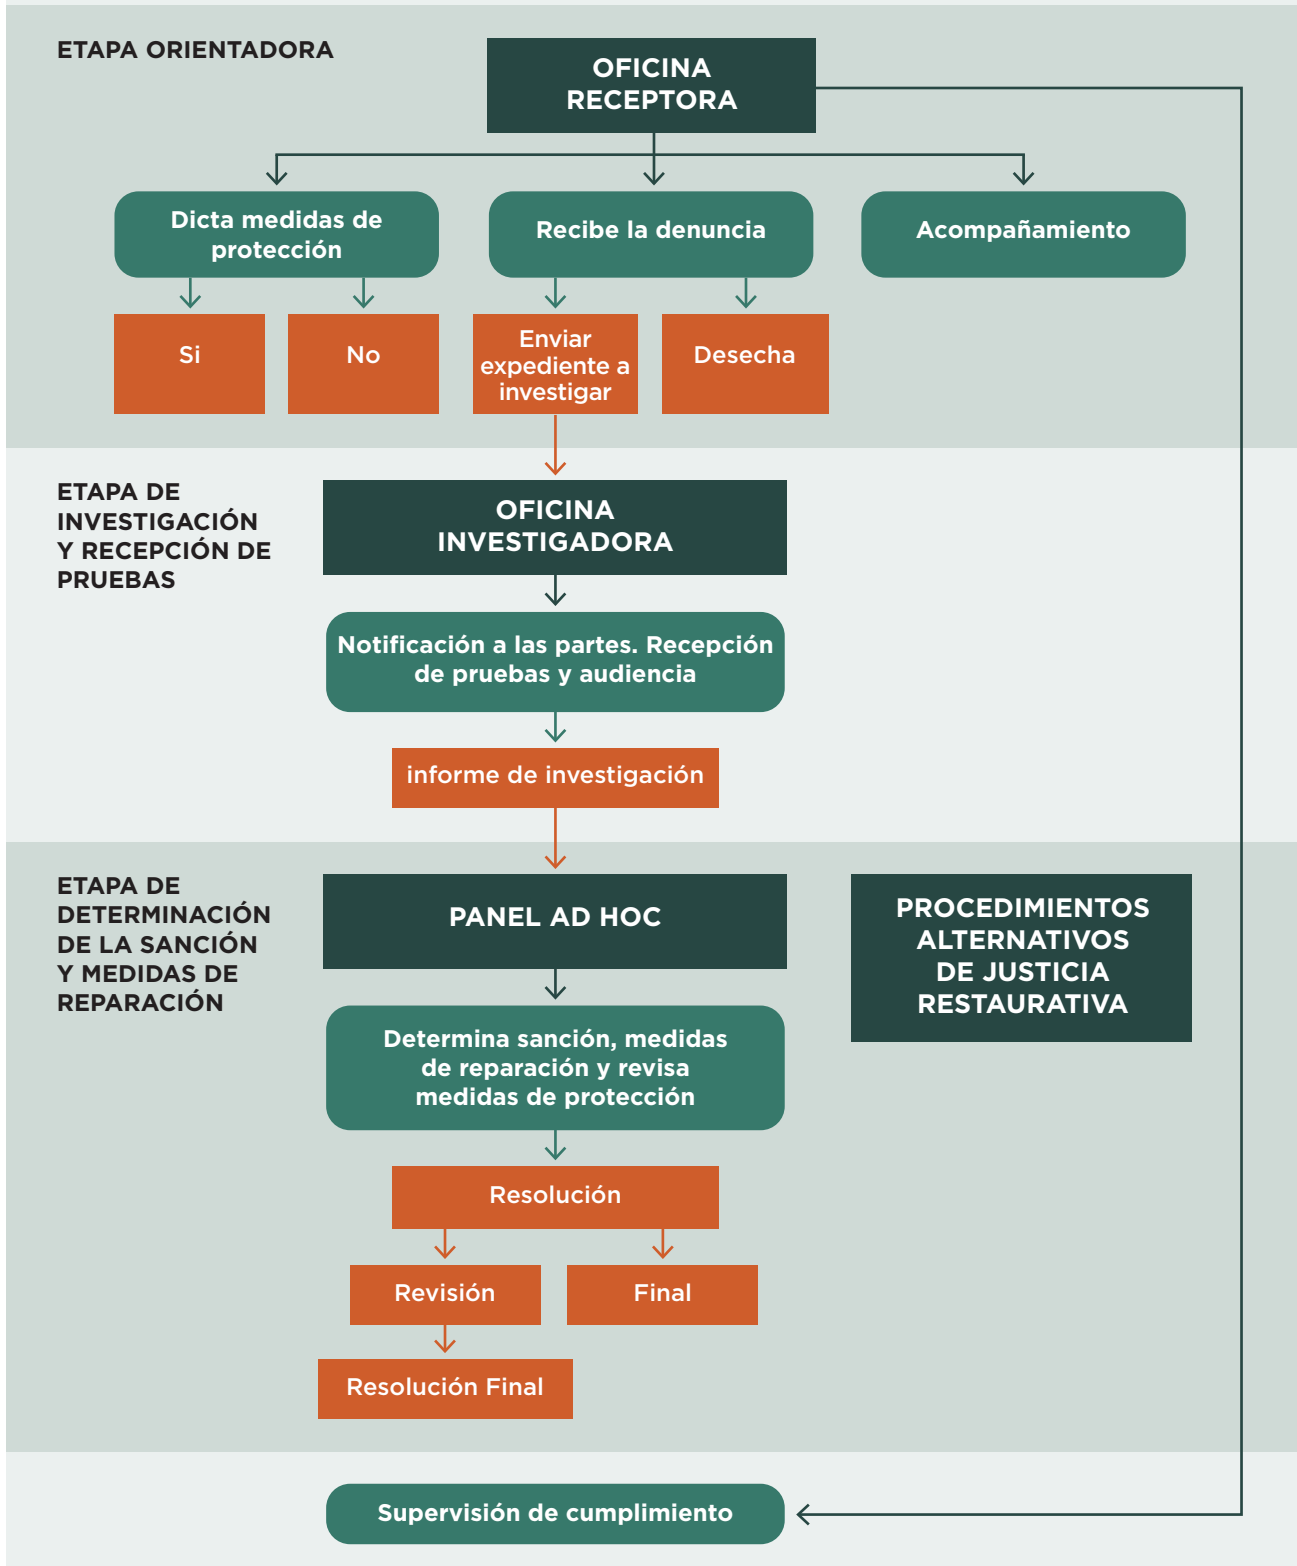 ETAPA ORIENTADORA
OFICINA
RECEPTORA
Dicta medidas de
protección
Recibe la denuncia
Acompañamiento
Si
No
Enviar
expediente a
investigar
Desecha
ETAPA DE
INVESTIGACIÓN
Y RECEPCIÓN DE
PRUEBAS
OFICINA
INVESTIGADORA
Notificación a las partes. Recepción
de pruebas y audiencia
informe de investigación
ETAPA DE
DETERMINACIÓN
DE LA SANCIÓN
Y MEDIDAS DE
REPARACIÓN
PANEL AD HOC
PROCEDIMIENTOS
ALTERNATIVOS
DE JUSTICIA
RESTAURATIVA
Determina sanción, medidas
de reparación y revisa
medidas de protección
Resolución
Revisión
Final
Resolución Final
Supervisión de cumplimiento